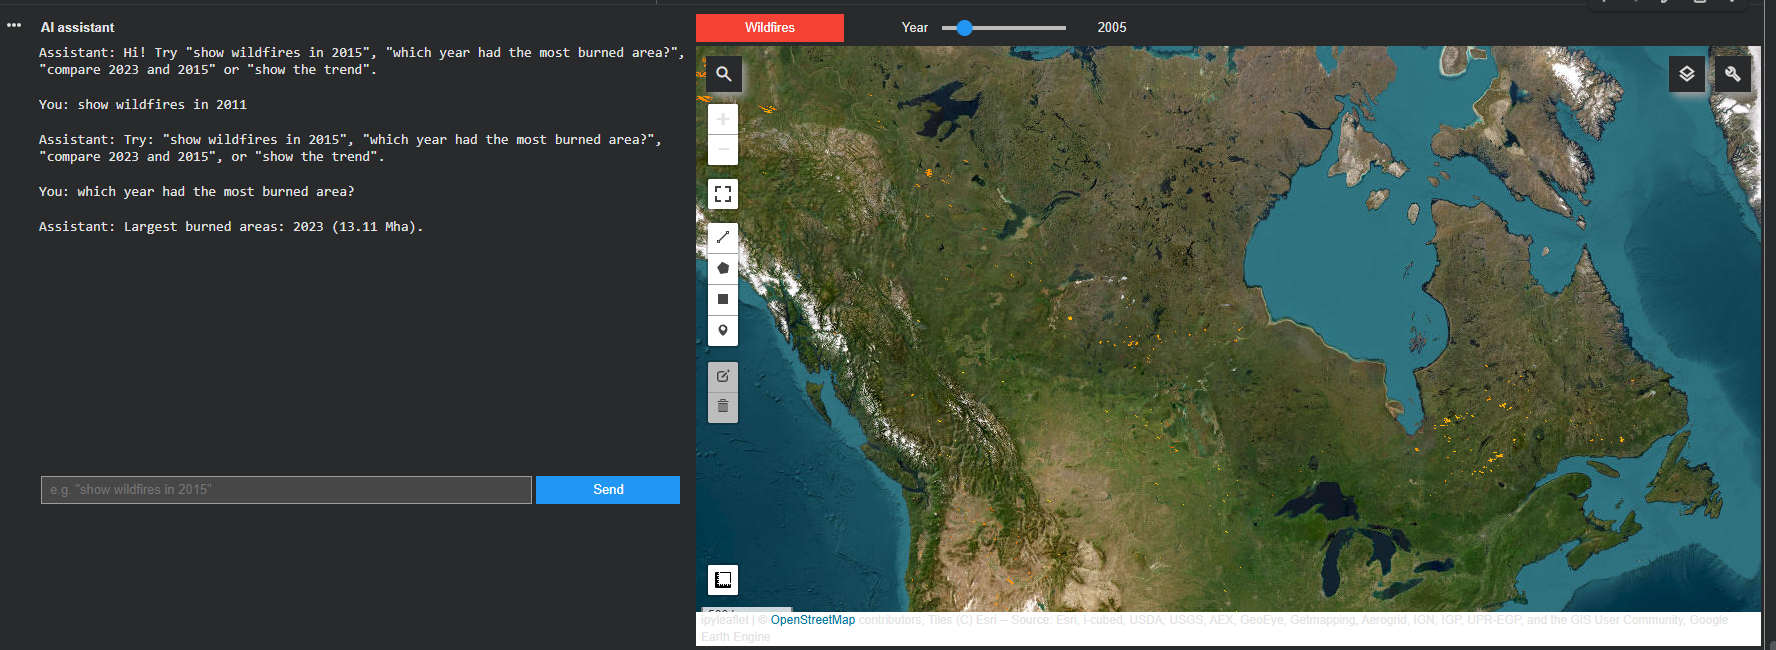 AI assistant
Assistant: Hi! Try "show wildfires in 2015", "which year had the most burned area?",
"compare 2023 and 2015" or "show the trend".
You: show wildfires in 2011
Assistant: Try: "show wildfires in 2015", "which year had the most burned area?",
"compare 2023 and 2015", or "show the trend".
You: which year had the most burned area?
Assistant: Largest burned areas: 2023 (13.11 Mha).
e.g. "show wildfires in 2015"
Send
Wildfires
Year
2005
ipyleaflet | © OpenStreetMap contributors, Tiles (C) Esri -- Source: Esri, i-cubed, USDA, USGS, AEX, GeoEye, Getmapping, Aerogrid, IGN, IGP, UPR-EGP, and the GIS User Community, Google
Earth Engine